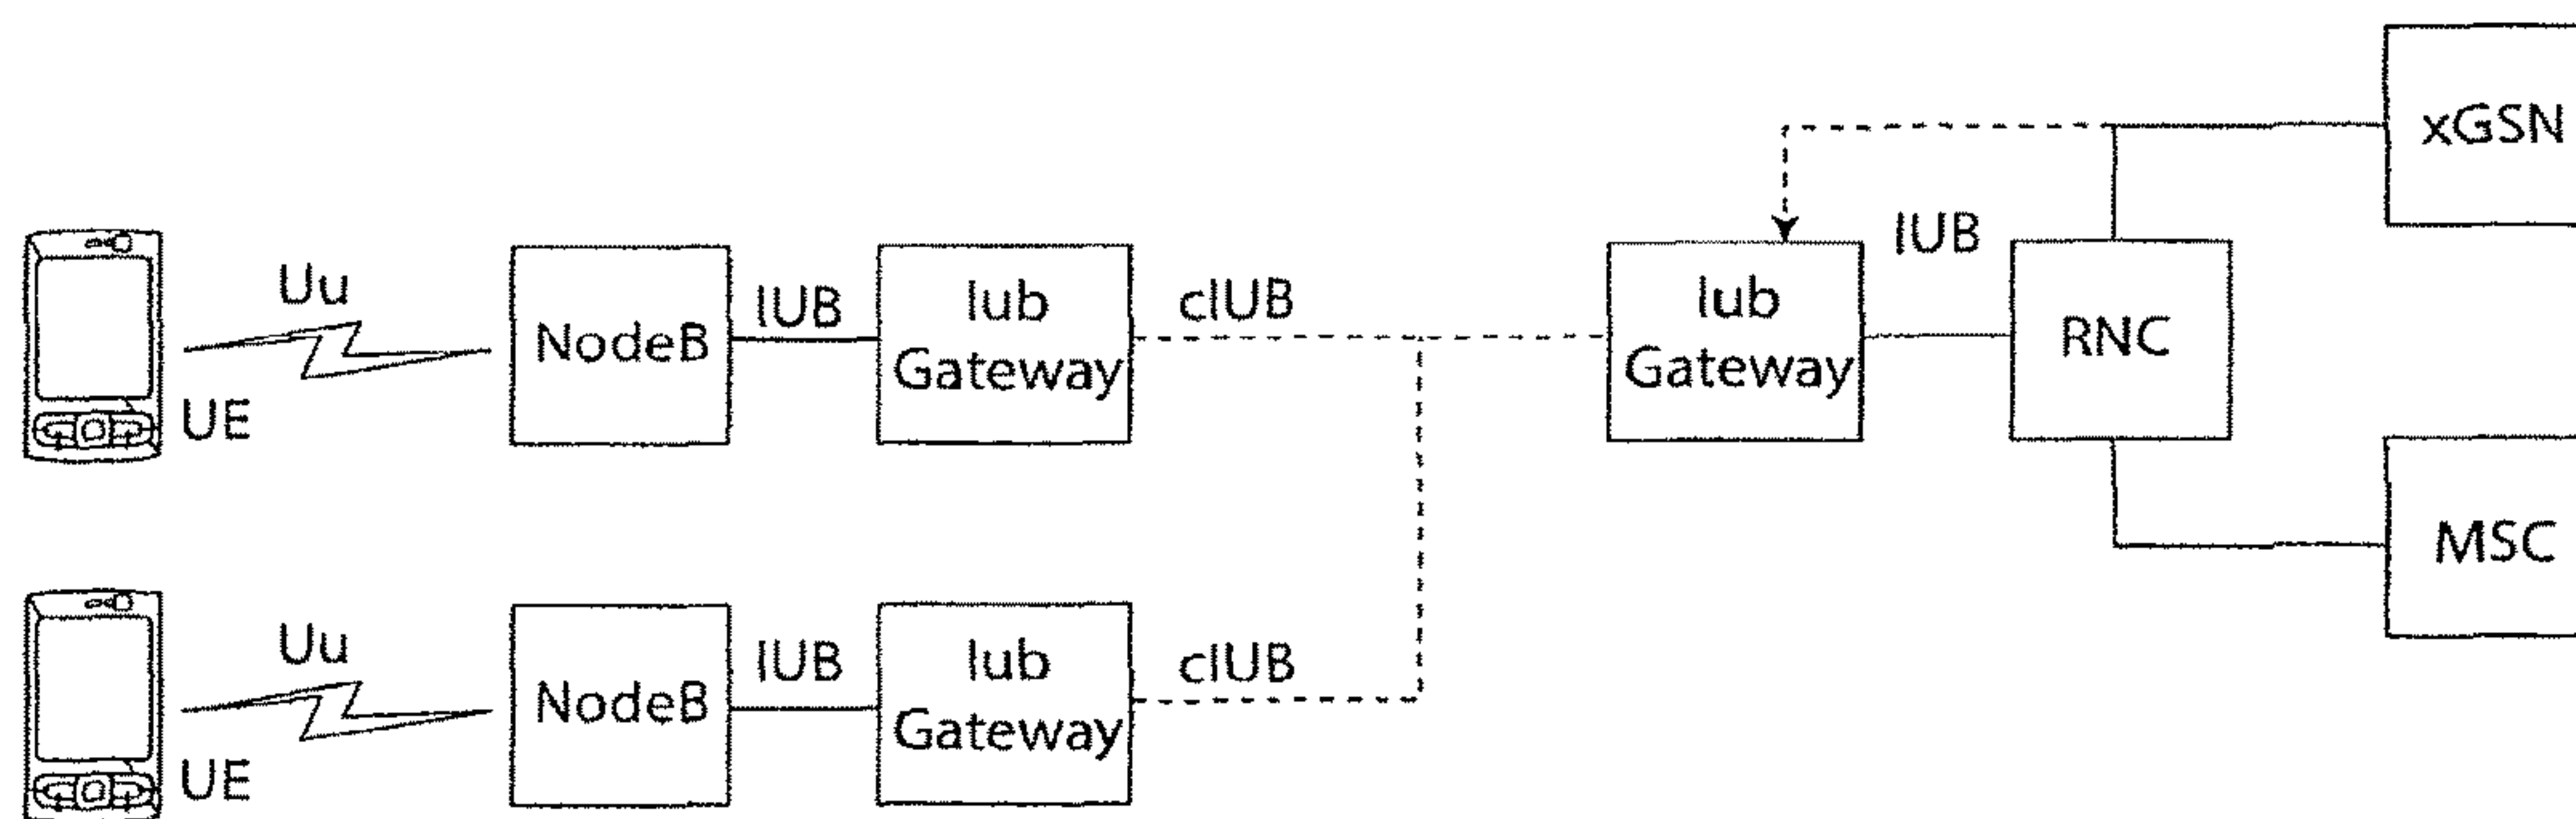 xGSN
IUB
Uu
NodeB
IUB
Iub
Gateway
cIUB
Iub
Gateway
RNC
UE
MSC
Uu
NodeB
IUB
Iub
Gateway
cIUB
UE